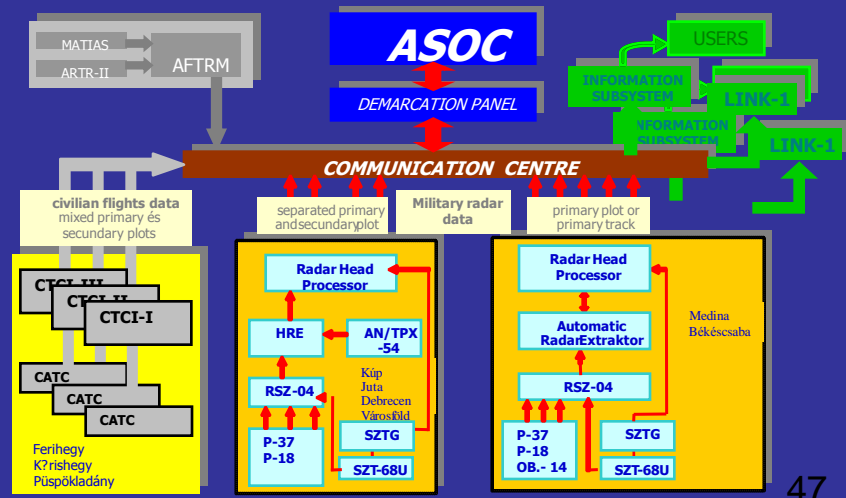 MATIAS
ARTR-II
AFTRM
ASOC
DEMARCATION PANEL
USERS
INFORMATION
SUBSYSTEM
LINK-1
NFORMATION
SUBSYSTEM
LINK-1
COMMUNICATION CENTRE
civilian flights data
mixed primary és
secundary plots
separated primary
and secundary plot
Military radar
data
primary plot or
primary track
CTCI-III
CTCI-II
CTCI-I
CATC
CATC
CATC
Ferihegy
K?rishegy
Püspökladány
Radar Head
Processor
HRE
AN/TPX
-54
RSZ-04
Kúp
Juta
Debrecen
Városföld
P-37
P-18
SZTG
SZT-68U
Radar Head
Processor
Automatic
RadarExtraktor
RSZ-04
P-37
P-18
OB.- 14
SZTG
SZT-68U
Medina
Békéscsaba
47